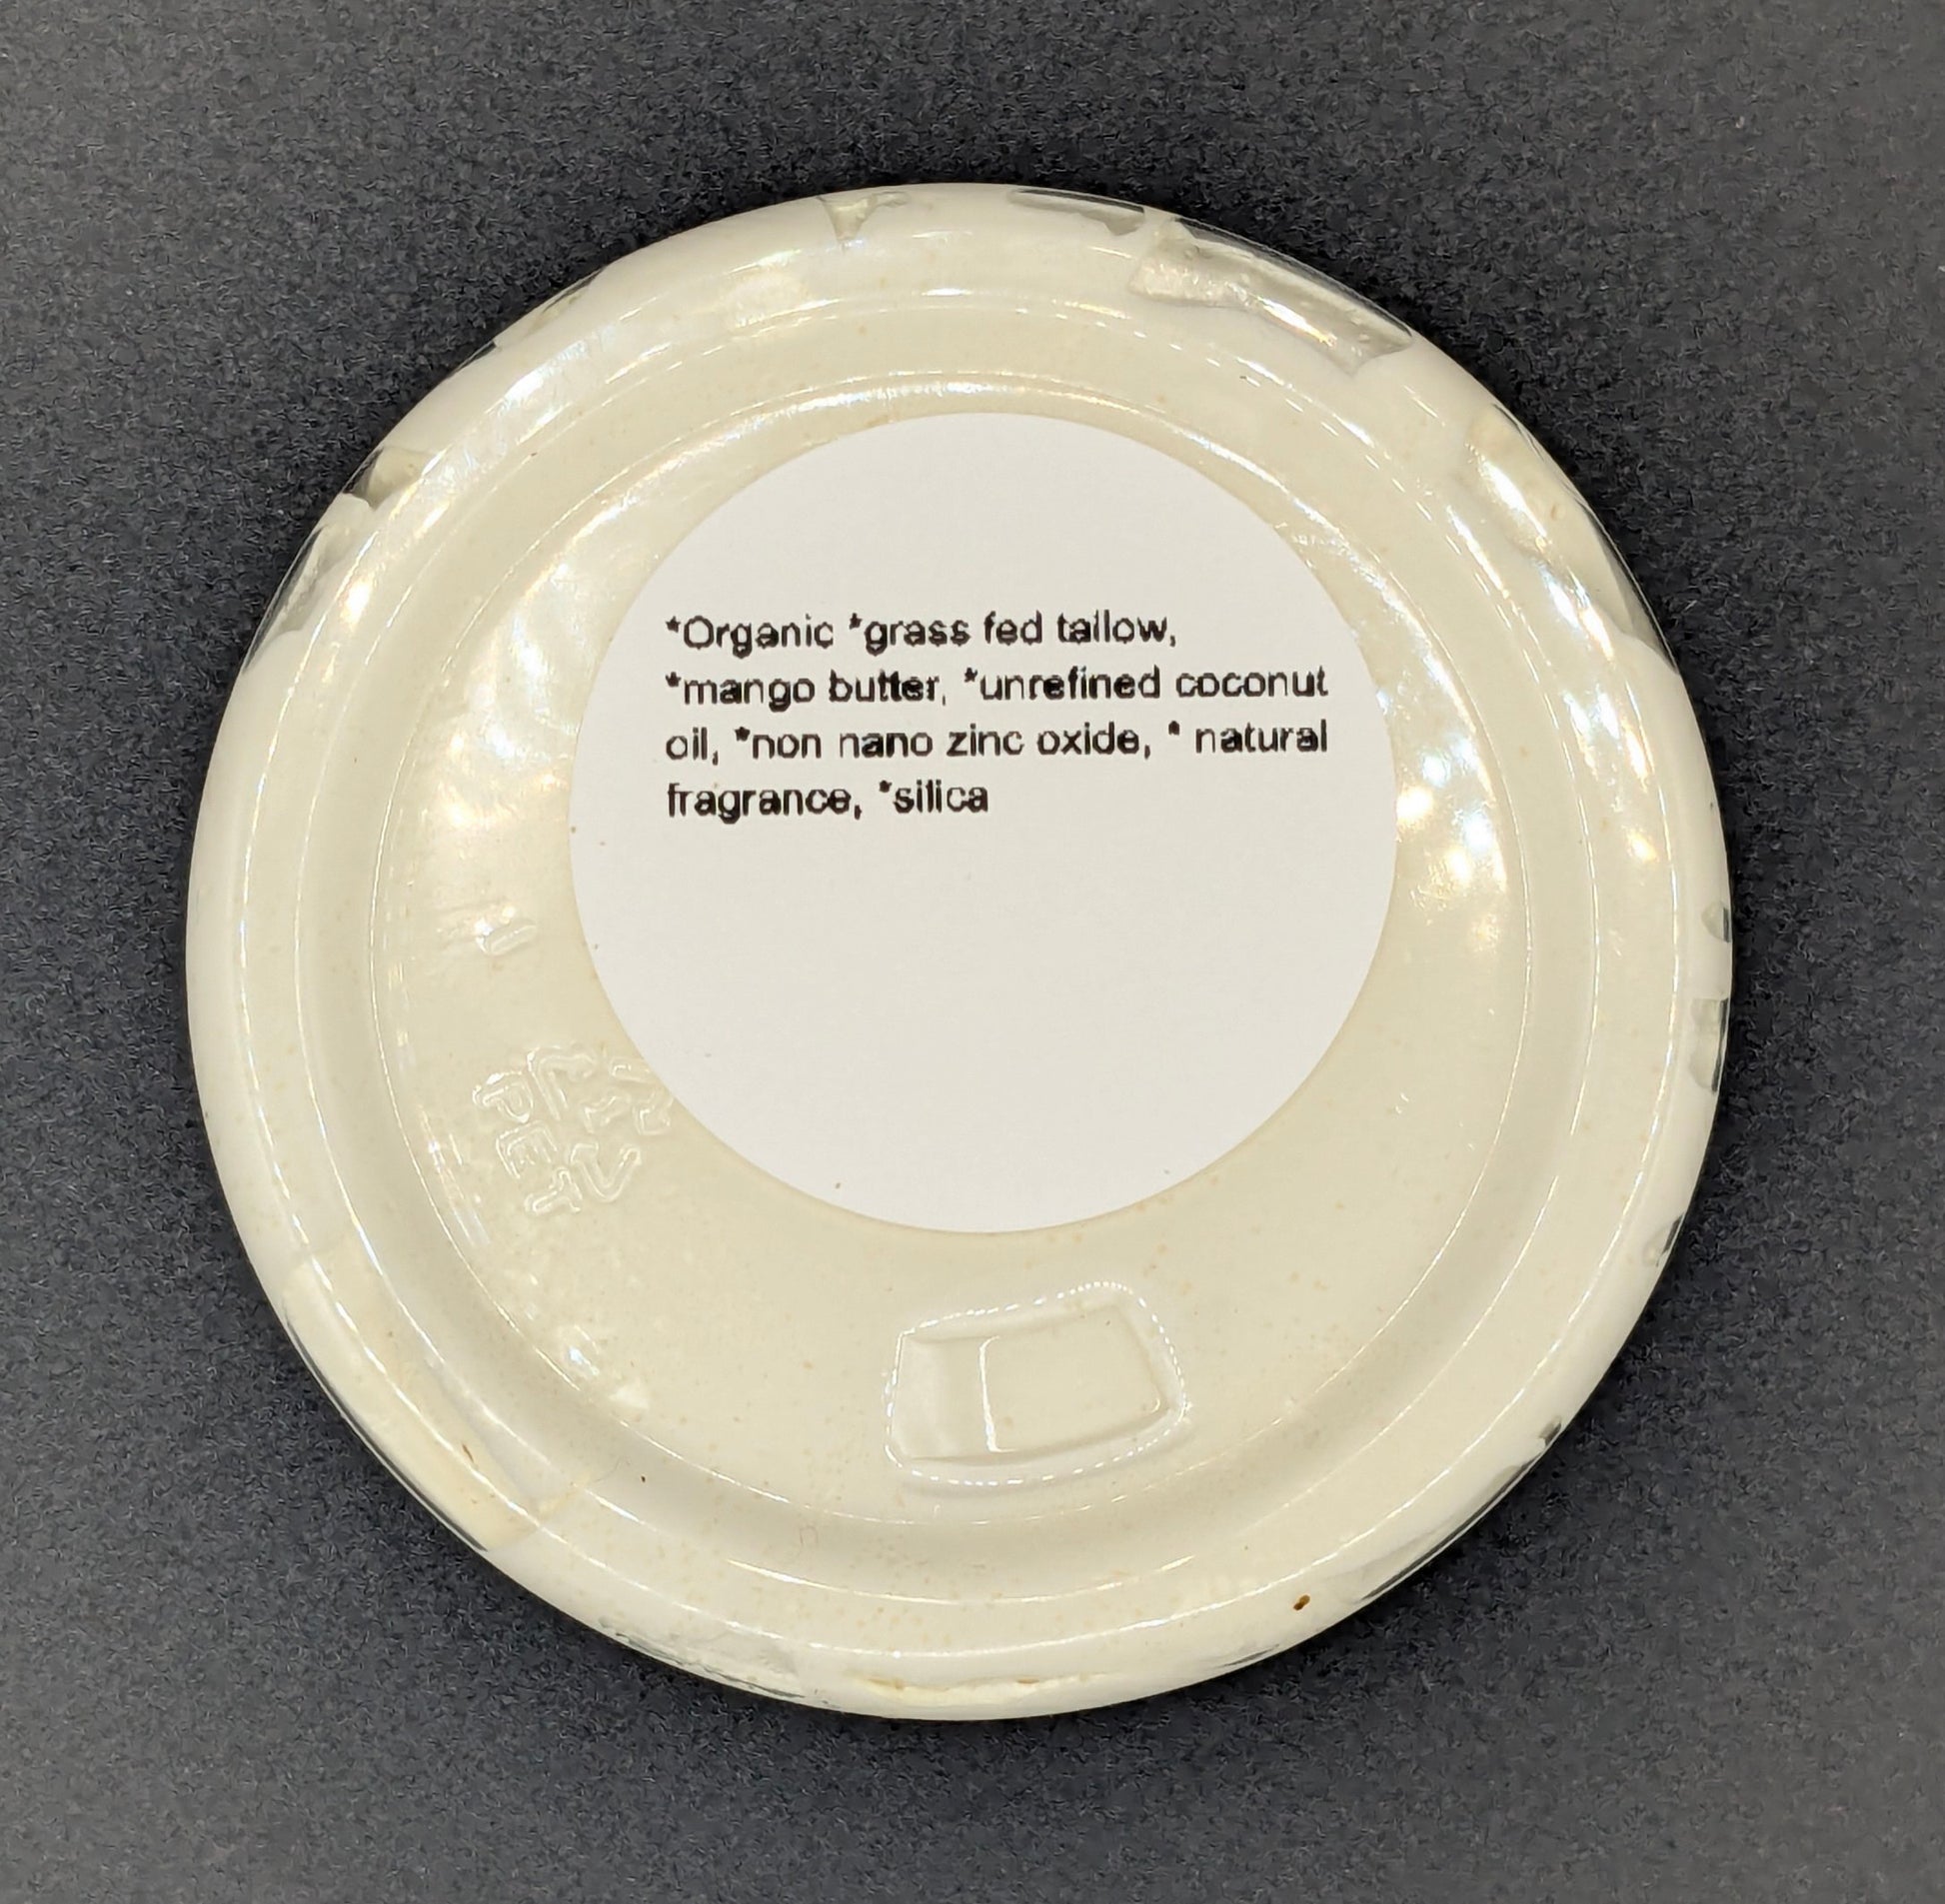 *Organic *grass fed tallow,
*mango butter, *unrefined coconut
oil, *non nano zinc oxide, * natural
fragrance, *silica
PET